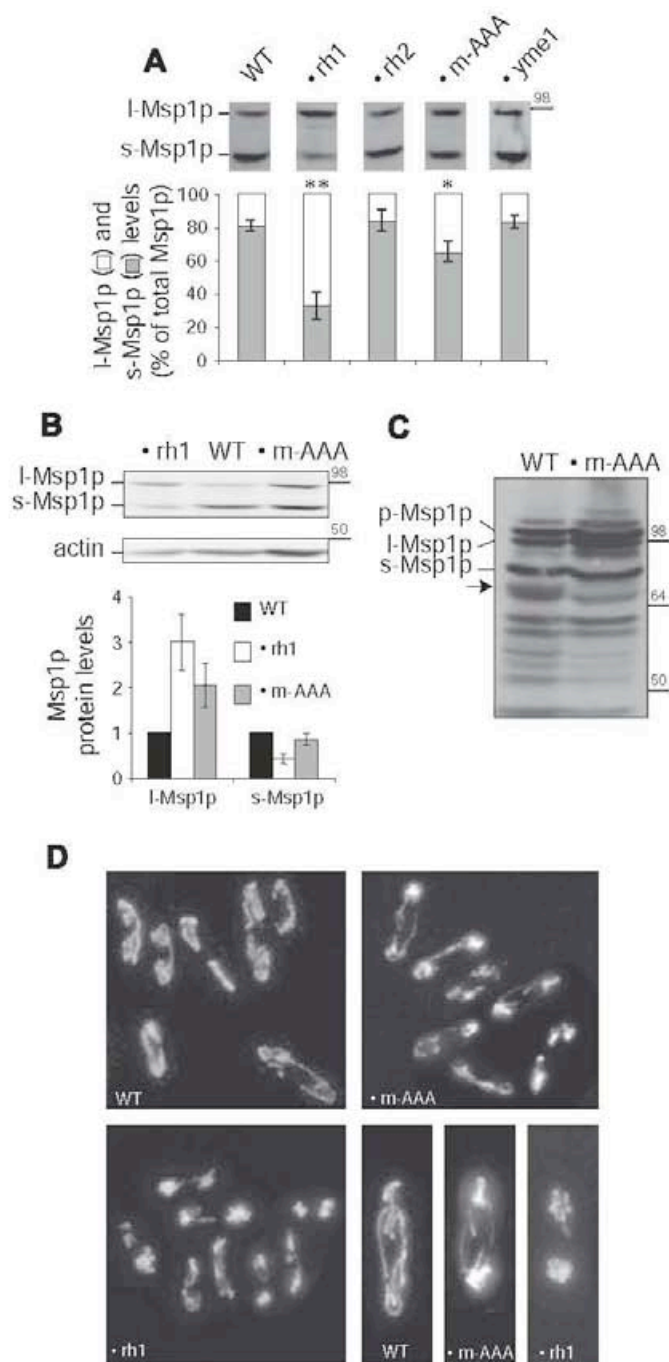 A
WT
• rh1
• rh2
• m-AAA
• yme1
l-Msp1p
98
s-Msp1p
** *
l-Msp1p (□) and
s-Msp1p (■) levels
(% of total Msp1p)
100
80
60
40
20
0
B
• rh1 WT • m-AAA
l-Msp1p 98
s-Msp1p
50
actin
Msp1p
protein levels
4
3
2
1
0
WT
• rh1
• m-AAA
l-Msp1p s-Msp1p
C
WT • m-AAA
p-Msp1p
l-Msp1p 98
s-Msp1p
64
50
D
WT
• m-AAA
• rh1
WT
• m-AAA
• rh1